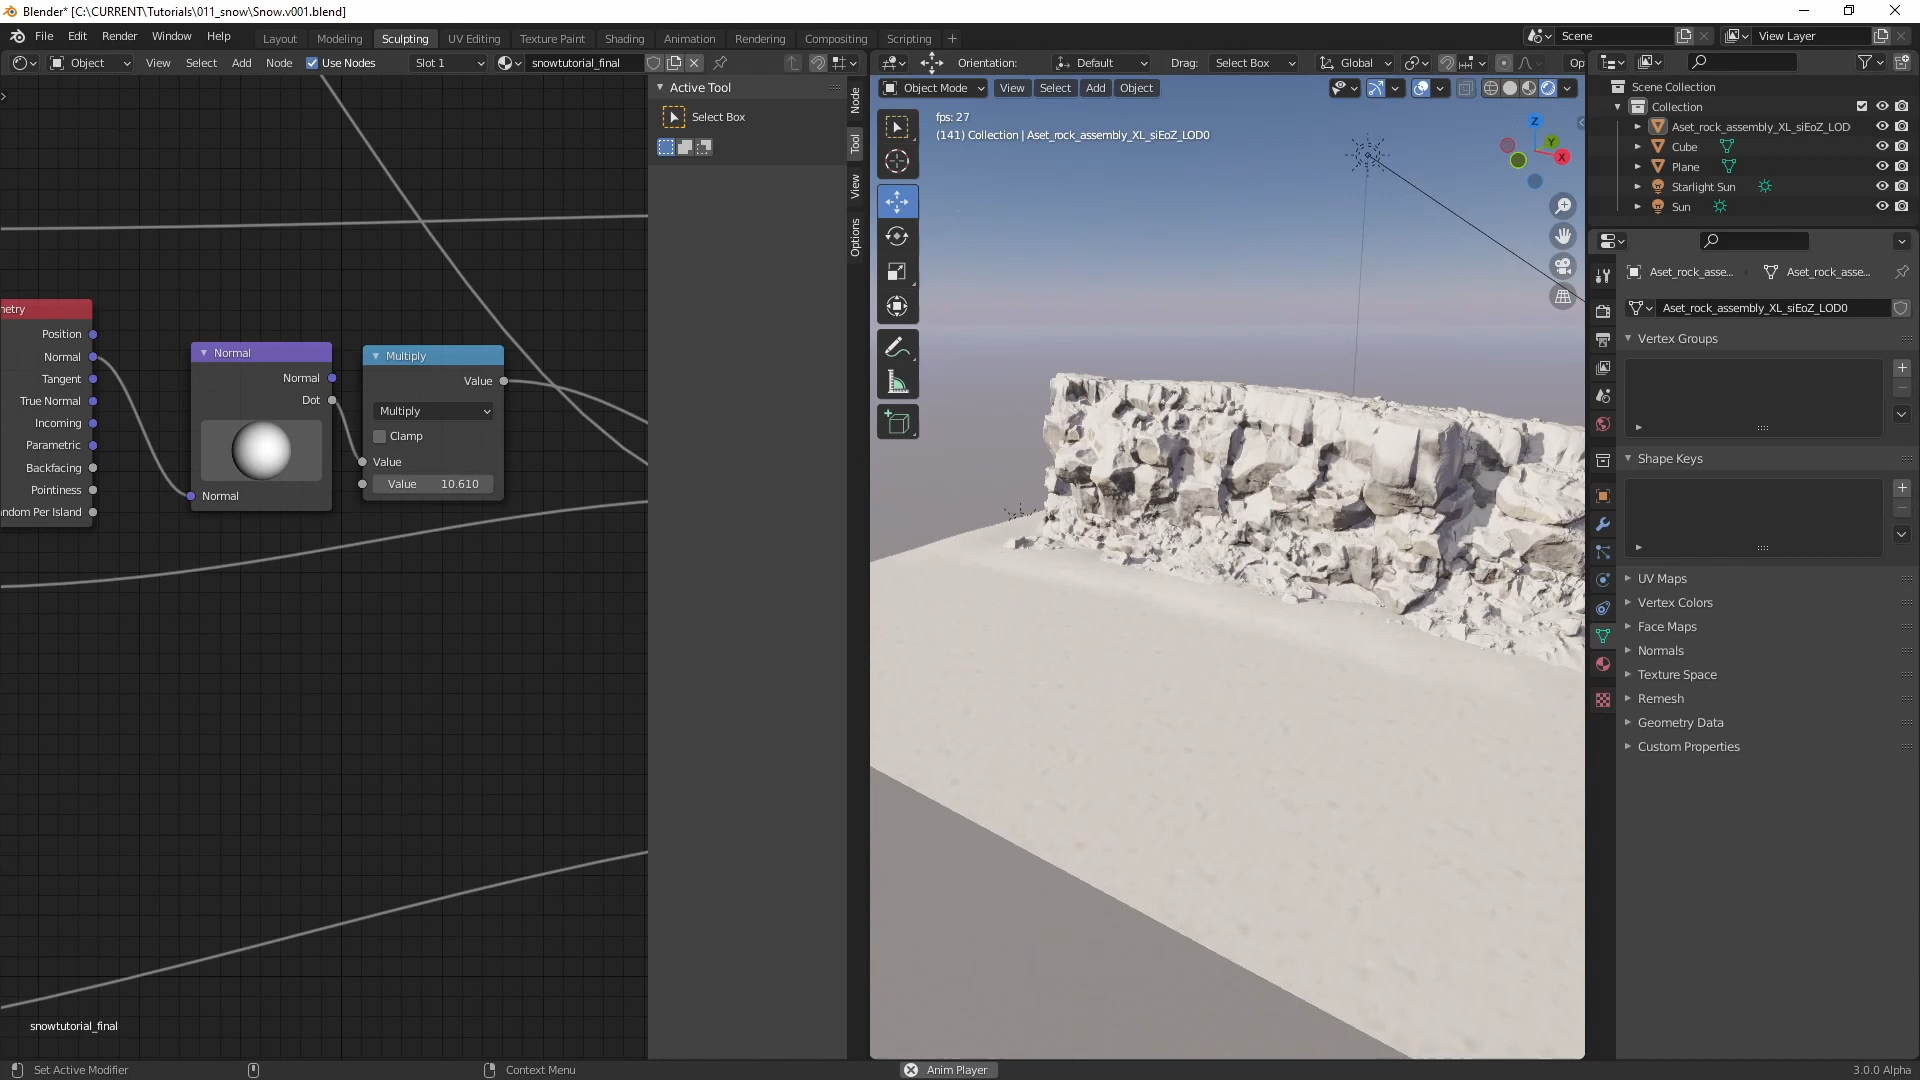 Blender* [C:\CURRENT\Tutorials\011_snow\Snow.v001.blend]
File Edit Render Window Help Layout Modeling Sculpting UV Editing Texture Paint Shading Animation Rendering Compositing Scripting + Scene View Layer
Object View Select Add Node Use Nodes Slot 1 snowtutorial_final
Orientation: Default Drag: Select Box Global Op
Active Tool
Select Box
Node
Tool
View
Options
Object Mode View Select Add Object
fps: 27
(141) Collection | Aset_rock_assembly_XL_siEoZ_LOD0
Z
Y
X
netry
Position
Normal
Tangent
True Normal
Incoming
Parametric
Backfacing
Pointiness
ndom Per Island
Normal
Normal
Dot
Normal
Multiply
Value
Multiply
Clamp
Value
Value 10.610
snowtutorial_final
Scene Collection
Collection
Aset_rock_assembly_XL_siEoZ_LOD
Cube
Plane
Starlight Sun
Sun
Aset_rock_asse... Aset_rock_asse...
Aset_rock_assembly_XL_siEoZ_LOD0
Vertex Groups
Shape Keys
UV Maps
Vertex Colors
Face Maps
Normals
Texture Space
Remesh
Geometry Data
Custom Properties
Set Active Modifier Context Menu Anim Player 3.0.0 Alpha